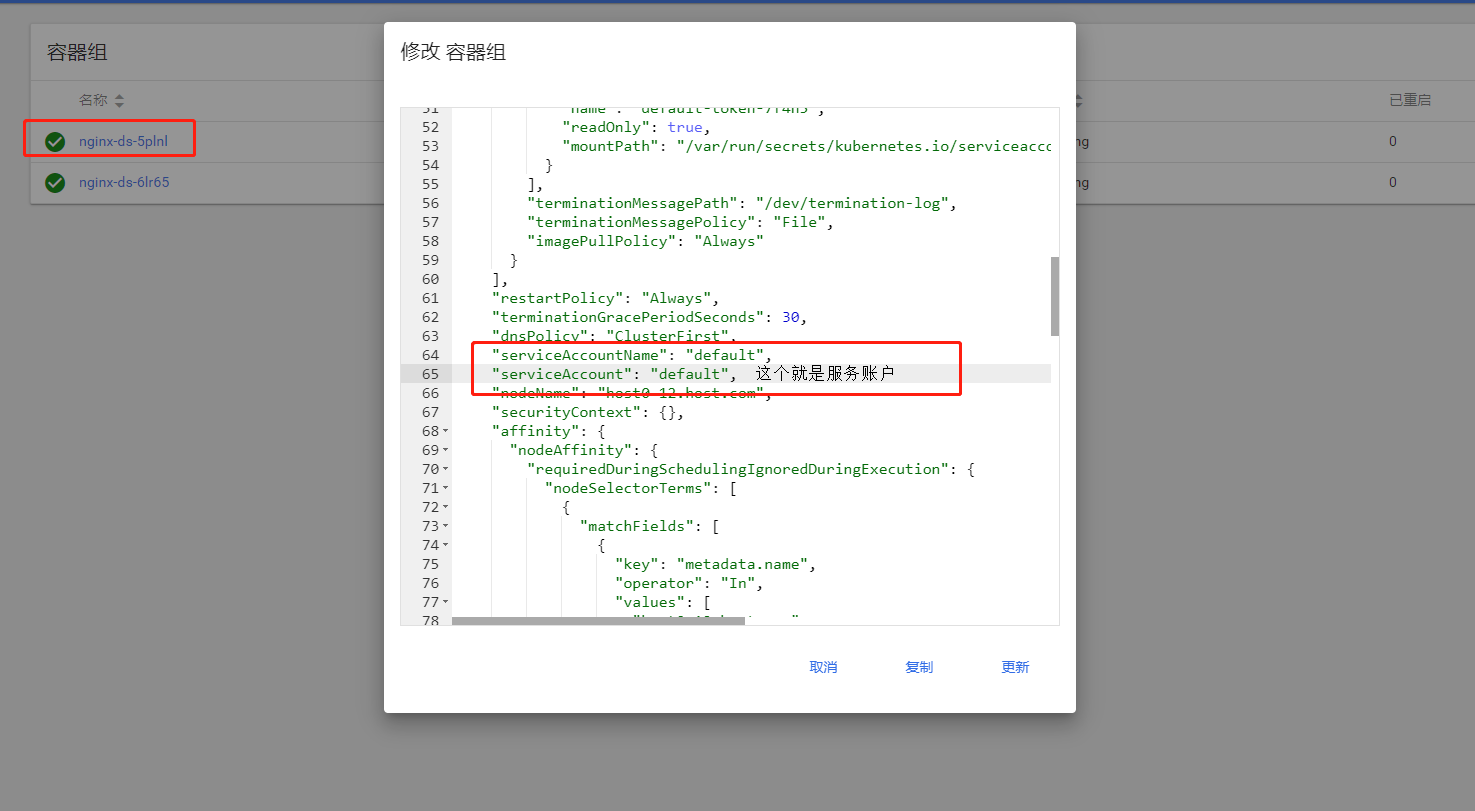 容器组
名称
已重启
nginx-ds-5plnl
ng
0
nginx-ds-6lr65
ng
0
修改 容器组
51 "name": "default-token-7f4n5",
52 "readOnly": true,
53 "mountPath": "/var/run/secrets/kubernetes.io/serviceacco
54 }
55 ],
56 "terminationMessagePath": "/dev/termination-log",
57 "terminationMessagePolicy": "File",
58 "imagePullPolicy": "Always"
59 }
60 ],
61 "restartPolicy": "Always",
62 "terminationGracePeriodSeconds": 30,
63 "dnsPolicy": "ClusterFirst",
64 "serviceAccountName": "default",
65 "serviceAccount": "default", 这个就是服务账户
66 "nodeName": "host0-12.host.com",
67 "securityContext": {},
68 "affinity": {
69 "nodeAffinity": {
70 "requiredDuringSchedulingIgnoredDuringExecution": {
71 "nodeSelectorTerms": [
72 {
73 "matchFields": [
74 {
75 "key": "metadata.name",
76 "operator": "In",
77 "values": [
78
取消
复制
更新